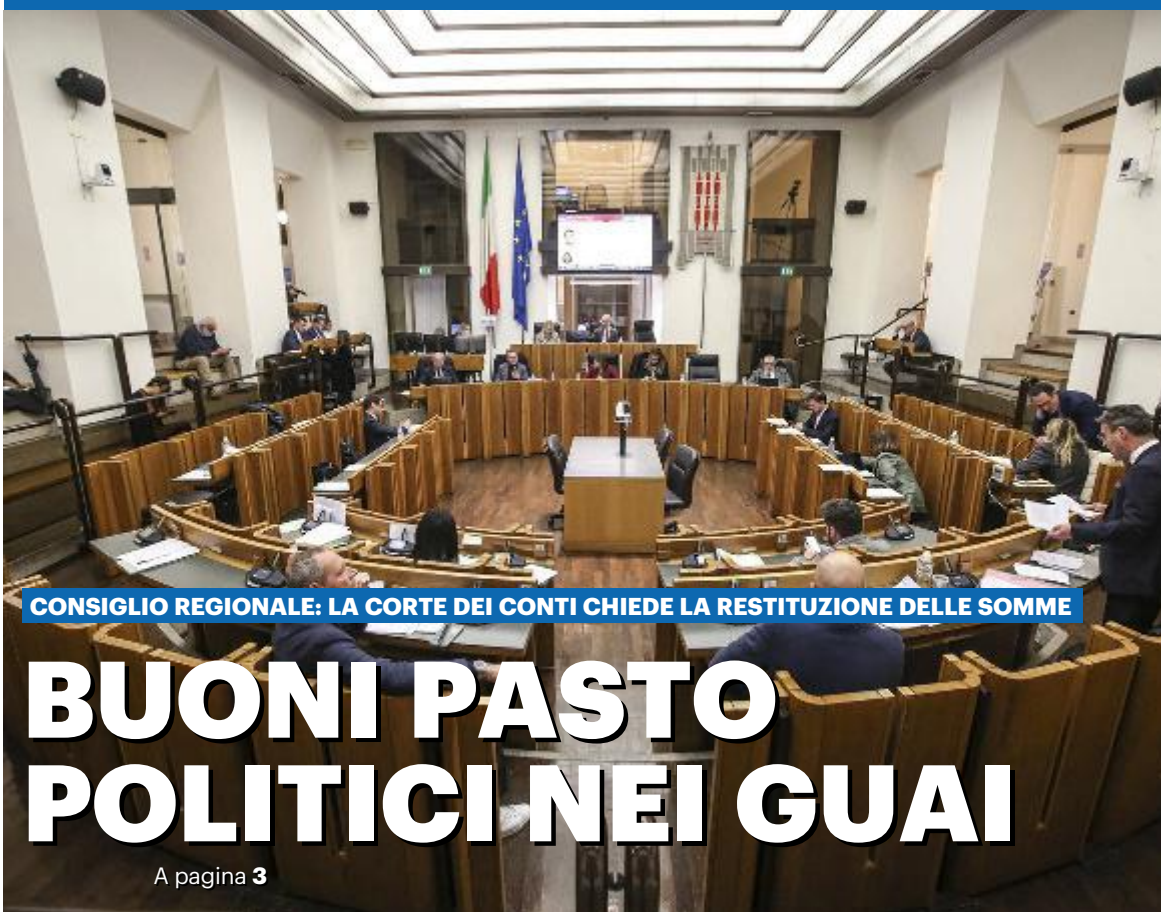 CONSIGLIO REGIONALE: LA CORTE DEI CONTI CHIEDE LA RESTITUZIONE DELLE SOMME
BUONI PASTO
POLITICI NEI GUAI
A pagina 3